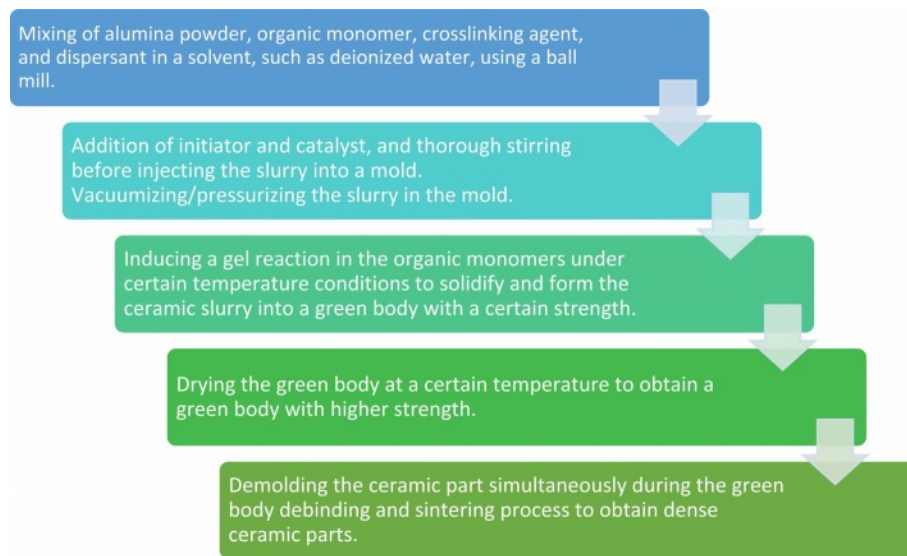 Mixing of alumina powder, organic monomer, crosslinking agent,
and dispersant in a solvent, such as deionized water, using a ball
mill.
Addition of initiator and catalyst, and thorough stirring
before injecting the slurry into a mold.
Vacuumizing/pressurizing the slurry in the mold.
Inducing a gel reaction in the organic monomers under
certain temperature conditions to solidify and form the
ceramic slurry into a green body with a certain strength.
Drying the green body at a certain temperature to obtain a
green body with higher strength.
Demolding the ceramic part simultaneously during the green
body debinding and sintering process to obtain dense
ceramic parts.